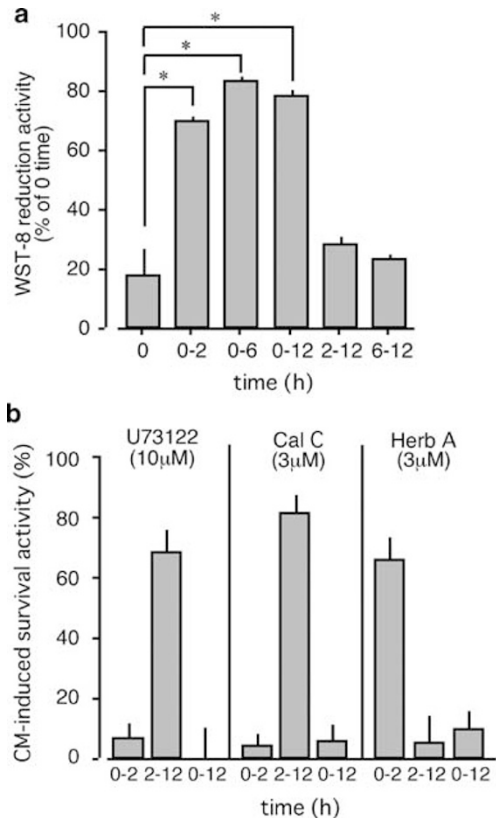 a
WST-8 reduction activity
(% of 0 time)
100
80
60
40
20
0
*
*
*
0 0-2 0-6 0-12 2-12 6-12
time (h)
b
CM-induced survival activity (%)
U73122
(10μM)
Cal C
(3μM)
Herb A
(3μM)
100
80
60
40
20
0
0-2 2-12 0-12 0-2 2-12 0-12 0-2 2-12 0-12
time (h)